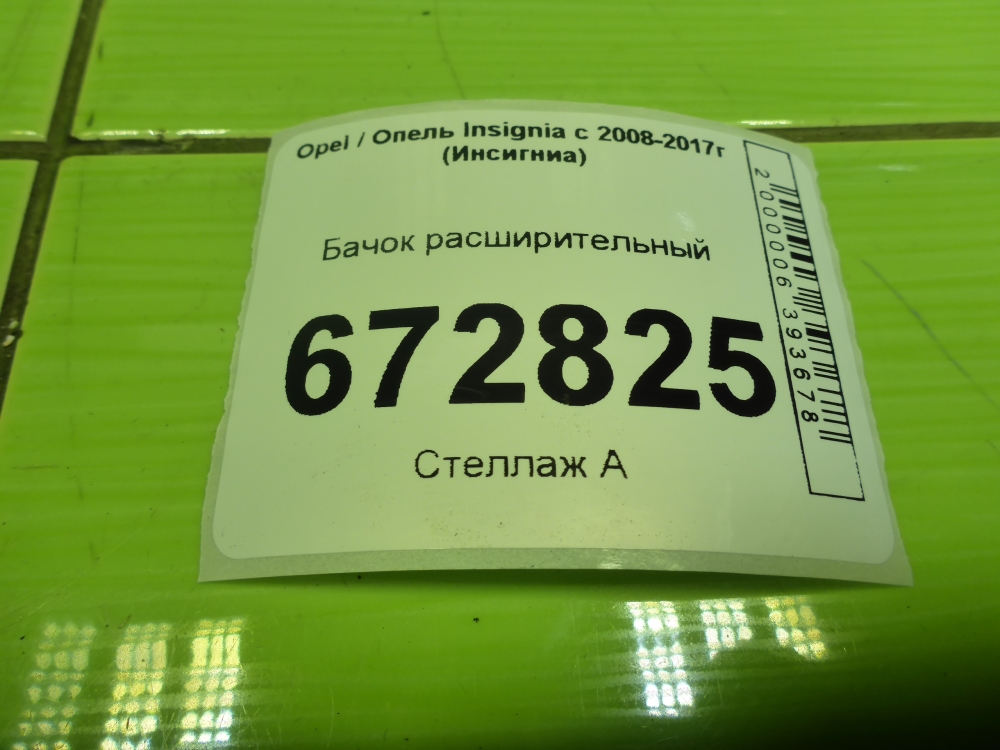 Opel / Опель Insignia с 2008-2017г
(Инсигниа)
Бачок расширительный
672825
Стеллаж А
2000006393678